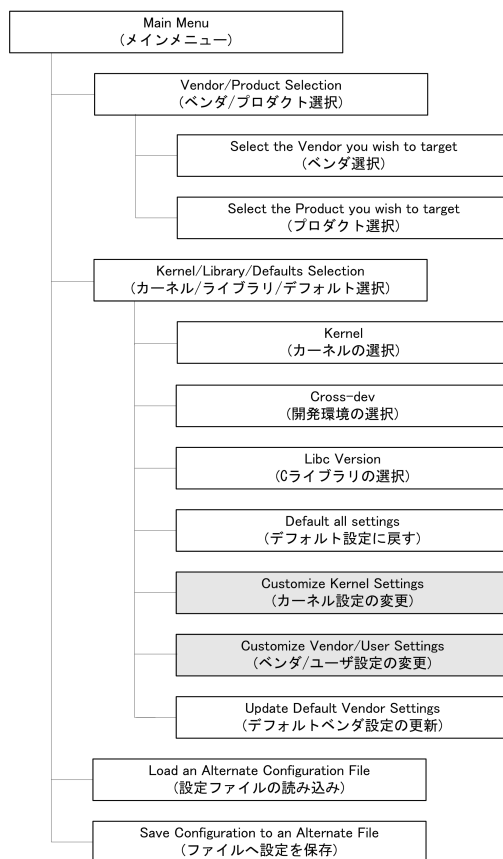 Main Menu
(メインメニュー)
Vendor/Product Selection
(ベンダ/プロダクト選択)
Select the Vendor you wish to target
(ベンダ選択)
Select the Product you wish to target
(プロダクト選択)
Kernel/Library/Defaults Selection
(カーネル/ライブラリ/デフォルト選択)
Kernel
(カーネルの選択)
Cross-dev
(開発環境の選択)
Libc Version
(Cライブラリの選択)
Default all settings
(デフォルト設定に戻す)
Customize Kernel Settings
(カーネル設定の変更)
Customize Vendor/User Settings
(ベンダ/ユーザ設定の変更)
Update Default Vendor Settings
(デフォルトベンダ設定の更新)
Load an Alternate Configuration File
(設定ファイルの読み込み)
Save Configuration to an Alternate File
(ファイルへ設定を保存)